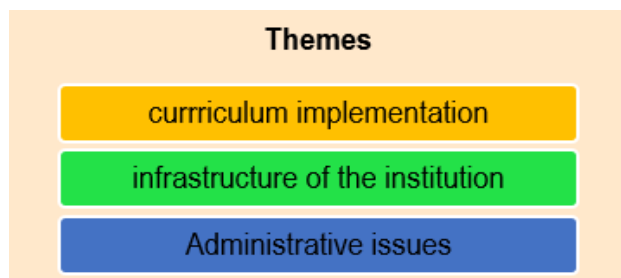 Themes
currriculum implementation
infrastructure of the institution
Administrative issues